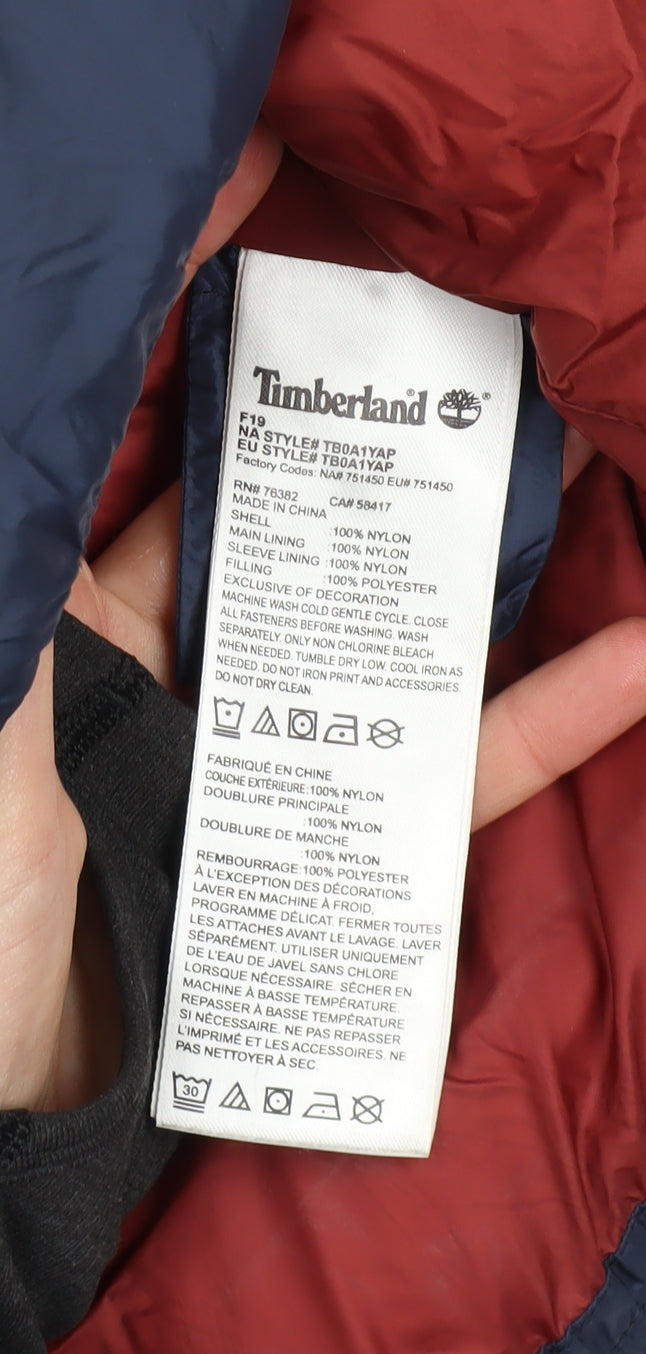 Timberland® ®
F19
NA STYLE# TB0A1YAP
EU STYLE# TB0A1YAP
Factory Codes: NA# 751450 EU# 751450
RN# 76382 CA# 58417
MADE IN CHINA
SHELL :100% NYLON
MAIN LINING :100% NYLON
SLEEVE LINING :100% NYLON
FILLING :100% POLYESTER
EXCLUSIVE OF DECORATION
MACHINE WASH COLD GENTLE CYCLE. CLOSE
ALL FASTENERS BEFORE WASHING. WASH
SEPARATELY. ONLY NON CHLORINE BLEACH
WHEN NEEDED. TUMBLE DRY LOW. COOL IRON AS
NEEDED. DO NOT IRON PRINT AND ACCESSORIES.
DO NOT DRY CLEAN.
FABRIQUÉ EN CHINE
COUCHE EXTÉRIEURE:100% NYLON
DOUBLURE PRINCIPALE
:100% NYLON
DOUBLURE DE MANCHE
:100% NYLON
REMBOURRAGE:100% POLYESTER
À L'EXCEPTION DES DÉCORATIONS
LAVER EN MACHINE À FROID,
PROGRAMME DÉLICAT. FERMER TOUTES
LES ATTACHES AVANT LE LAVAGE. LAVER
SÉPARÉMENT. UTILISER UNIQUEMENT
DE L'EAU DE JAVEL SANS CHLORE
LORSQUE NÉCESSAIRE. SÉCHER EN
MACHINE À BASSE TEMPÉRATURE.
REPASSER À BASSE TEMPÉRATURE
SI NÉCESSAIRE. NE PAS REPASSER
L'IMPRIMÉ ET LES ACCESSOIRES. NE
PAS NETTOYER À SEC.
30